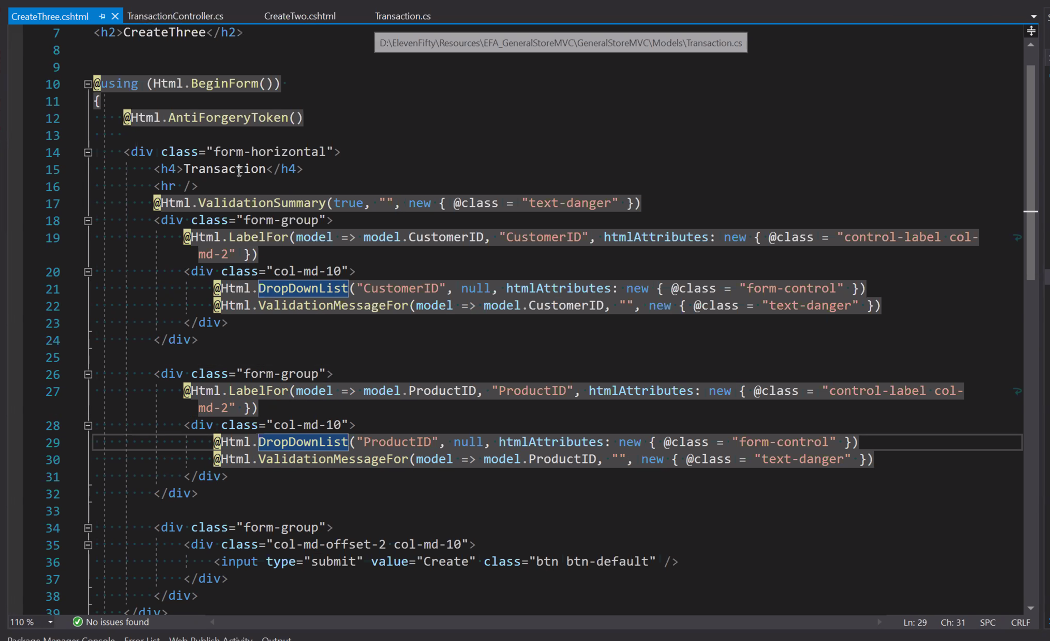 CreateThree.cshtml TransactionController.cs CreateTwo.cshtml Transaction.cs
7 <h2>CreateThree</h2>
D:\ElevenFifty\Resources\EFA_GeneralStoreMVC\GeneralStoreMVC\Models\Transaction.cs
8
9
10 @using (Html.BeginForm())
11 {
12 @Html.AntiForgeryToken()
13
14 <div class="form-horizontal">
15 <h4>Transaction</h4>
16 <hr />
17 @Html.ValidationSummary(true, "", new { @class = "text-danger" })
18 <div class="form-group">
19 @Html.LabelFor(model => model.CustomerID, "CustomerID", htmlAttributes: new { @class = "control-label col-
md-2" })
20 <div class="col-md-10">
21 @Html.DropDownList("CustomerID", null, htmlAttributes: new { @class = "form-control" })
22 @Html.ValidationMessageFor(model => model.CustomerID, "", new { @class = "text-danger" })
23 </div>
24 </div>
25
26 <div class="form-group">
27 @Html.LabelFor(model => model.ProductID, "ProductID", htmlAttributes: new { @class = "control-label col-
md-2" })
28 <div class="col-md-10">
29 @Html.DropDownList("ProductID", null, htmlAttributes: new { @class = "form-control" })
30 @Html.ValidationMessageFor(model => model.ProductID, "", new { @class = "text-danger" })
31 </div>
32 </div>
33
34 <div class="form-group">
35 <div class="col-md-offset-2 col-md-10">
36 <input type="submit" value="Create" class="btn btn-default" />
37 </div>
38 </div>
39 </div>
110 % No issues found Ln: 29 Ch: 31 SPC CRLF
Package Manager Console Error List Web Publish Activity Output